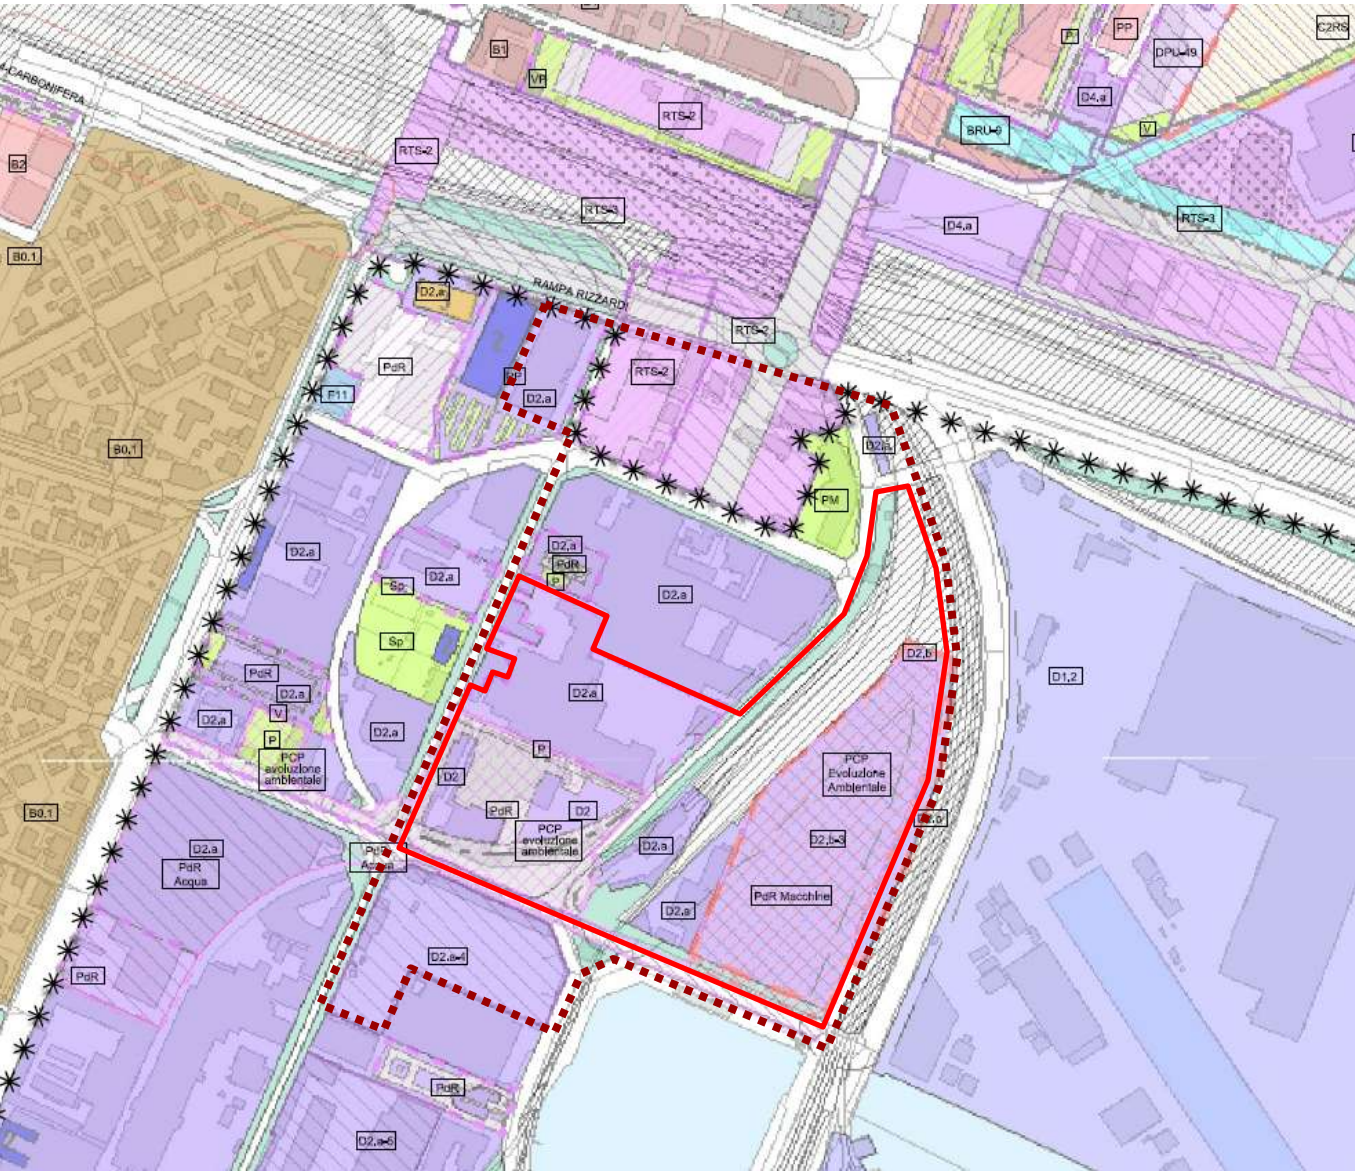 B1
VP
RTS-2
PP
P
C2RS
DPU-49
D4.a
V
BRU-9
RTS-2
B2
RTS-3
D4.a
RTS-3
B0.1
D2.a
RAMPA RIZZARDI
RTS-2
PdR
RTS-2
F11
D2.a
B0.1
D2.a
PM
D2.a
D2.a
PdR
P
D2.a
Sp
D2.a
Sp
D2.a
D2.b
PdR
D2.a
D2.a
D1.2
V
D2.a
P
D2.a
PCP
evoluzione
ambientale
P
D2
PCP
Evoluzione
Ambientale
PdR
D2
B0.1
PCP
evoluzione
ambientale
D2.b-3
D2.a
PdR
Acqua
PdR
Acqua
D2.a
PdR Macchine
D2.a
D2.a-4
PdR
PdR
D2.a-5